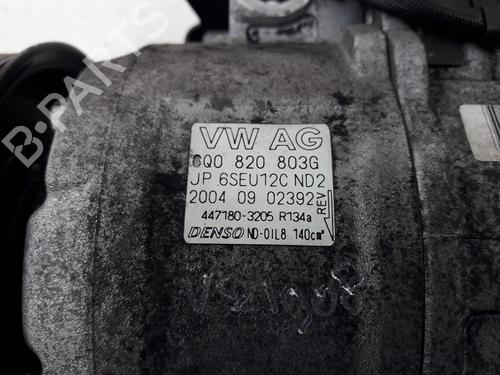 VW AG
6Q0 820 803G
JP 6SEU12C ND2
2004 09 02392
REV
447180-3205 R134a
DENSO ND-OIL8 140cm³
B-PARTS